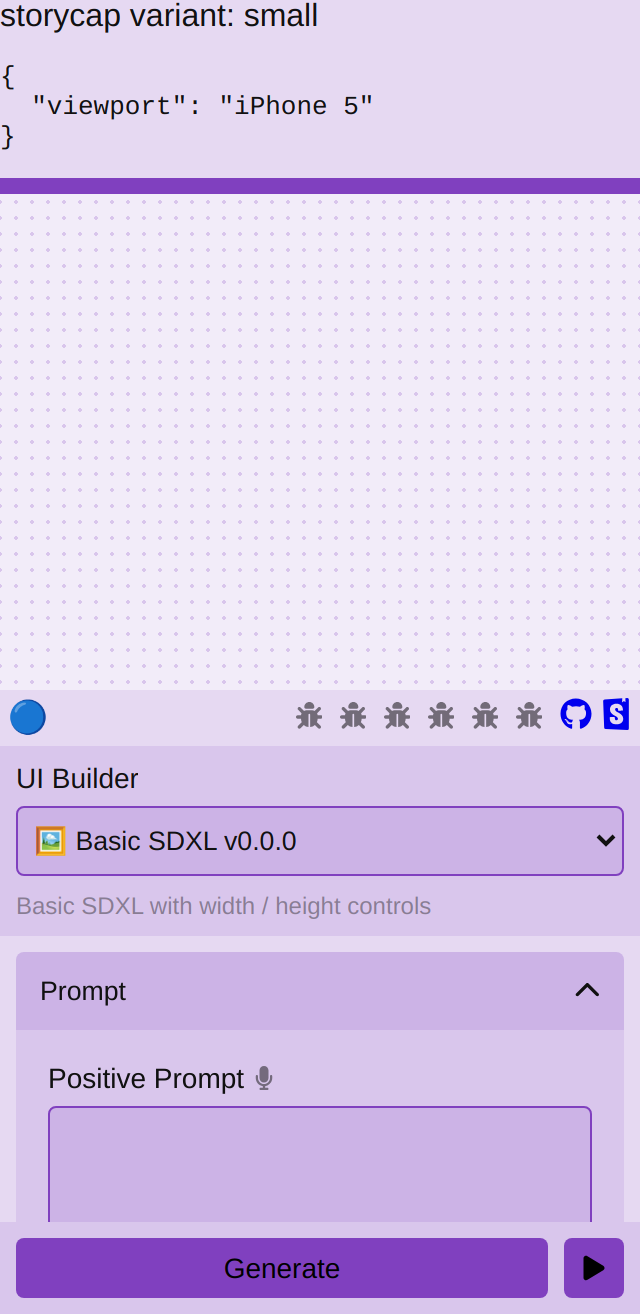 storycap variant: small
{
  "viewport": "iPhone 5"
}
UI Builder
🖼️ Basic SDXL v0.0.0
Basic SDXL with width / height controls
Prompt
Positive Prompt
Generate